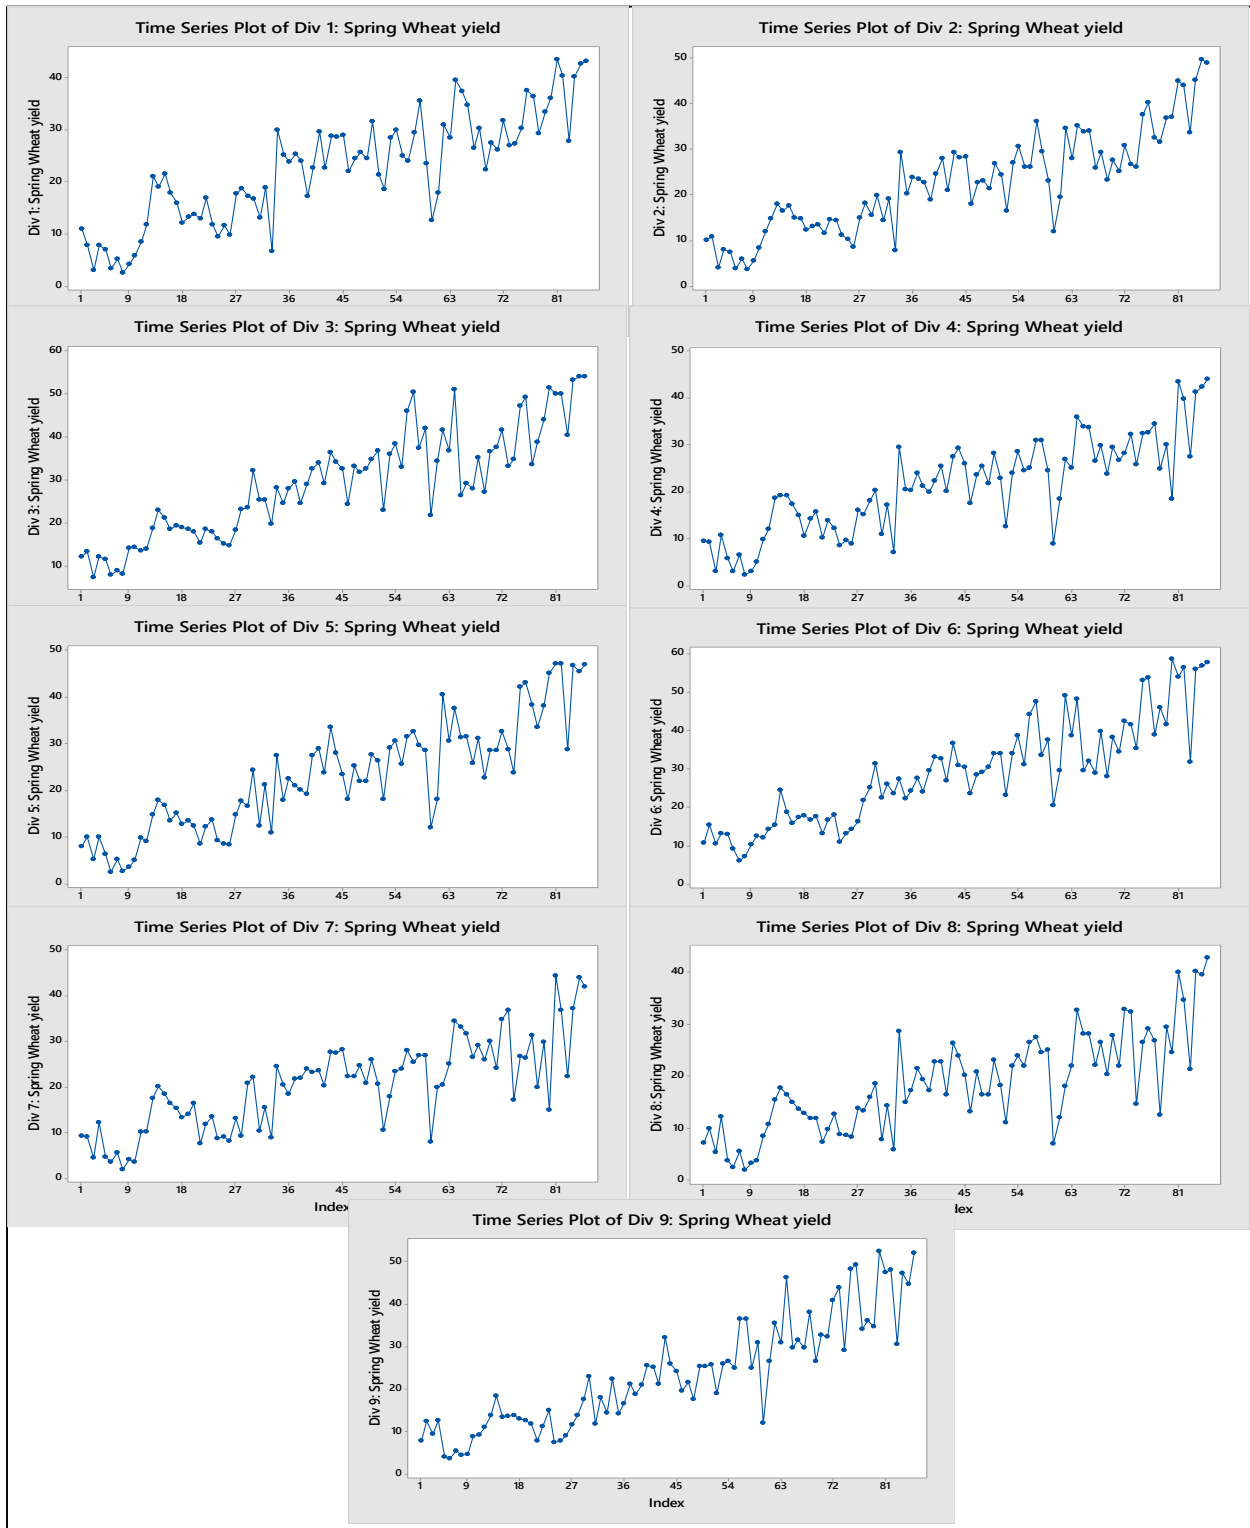 Time Series Plot of Div 1: Spring Wheat yield
Div 1: Spring Wheat yield
40
30
20
10
0
1 9 18 27 36 45 54 63 72 81
Time Series Plot of Div 2: Spring Wheat yield
Div 2: Spring Wheat yield
50
40
30
20
10
0
1 9 18 27 36 45 54 63 72 81
Time Series Plot of Div 3: Spring Wheat yield
Div 3: Spring Wheat yield
60
50
40
30
20
10
1 9 18 27 36 45 54 63 72 81
Time Series Plot of Div 4: Spring Wheat yield
Div 4: Spring Wheat yield
50
40
30
20
10
0
1 9 18 27 36 45 54 63 72 81
Time Series Plot of Div 5: Spring Wheat yield
Div 5: Spring Wheat yield
50
40
30
20
10
0
1 9 18 27 36 45 54 63 72 81
Time Series Plot of Div 6: Spring Wheat yield
Div 6: Spring Wheat yield
60
50
40
30
20
10
0
1 9 18 27 36 45 54 63 72 81
Time Series Plot of Div 7: Spring Wheat yield
Div 7: Spring Wheat yield
50
40
30
20
10
0
1 9 18 27 36 45 54 63 72 81
Index
Time Series Plot of Div 8: Spring Wheat yield
Div 8: Spring Wheat yield
40
30
20
10
0
1 9 18 27 36 45 54 63 72 81
dex
Time Series Plot of Div 9: Spring Wheat yield
Div 9: Spring Wheat yield
50
40
30
20
10
0
1 9 18 27 36 45 54 63 72 81
Index